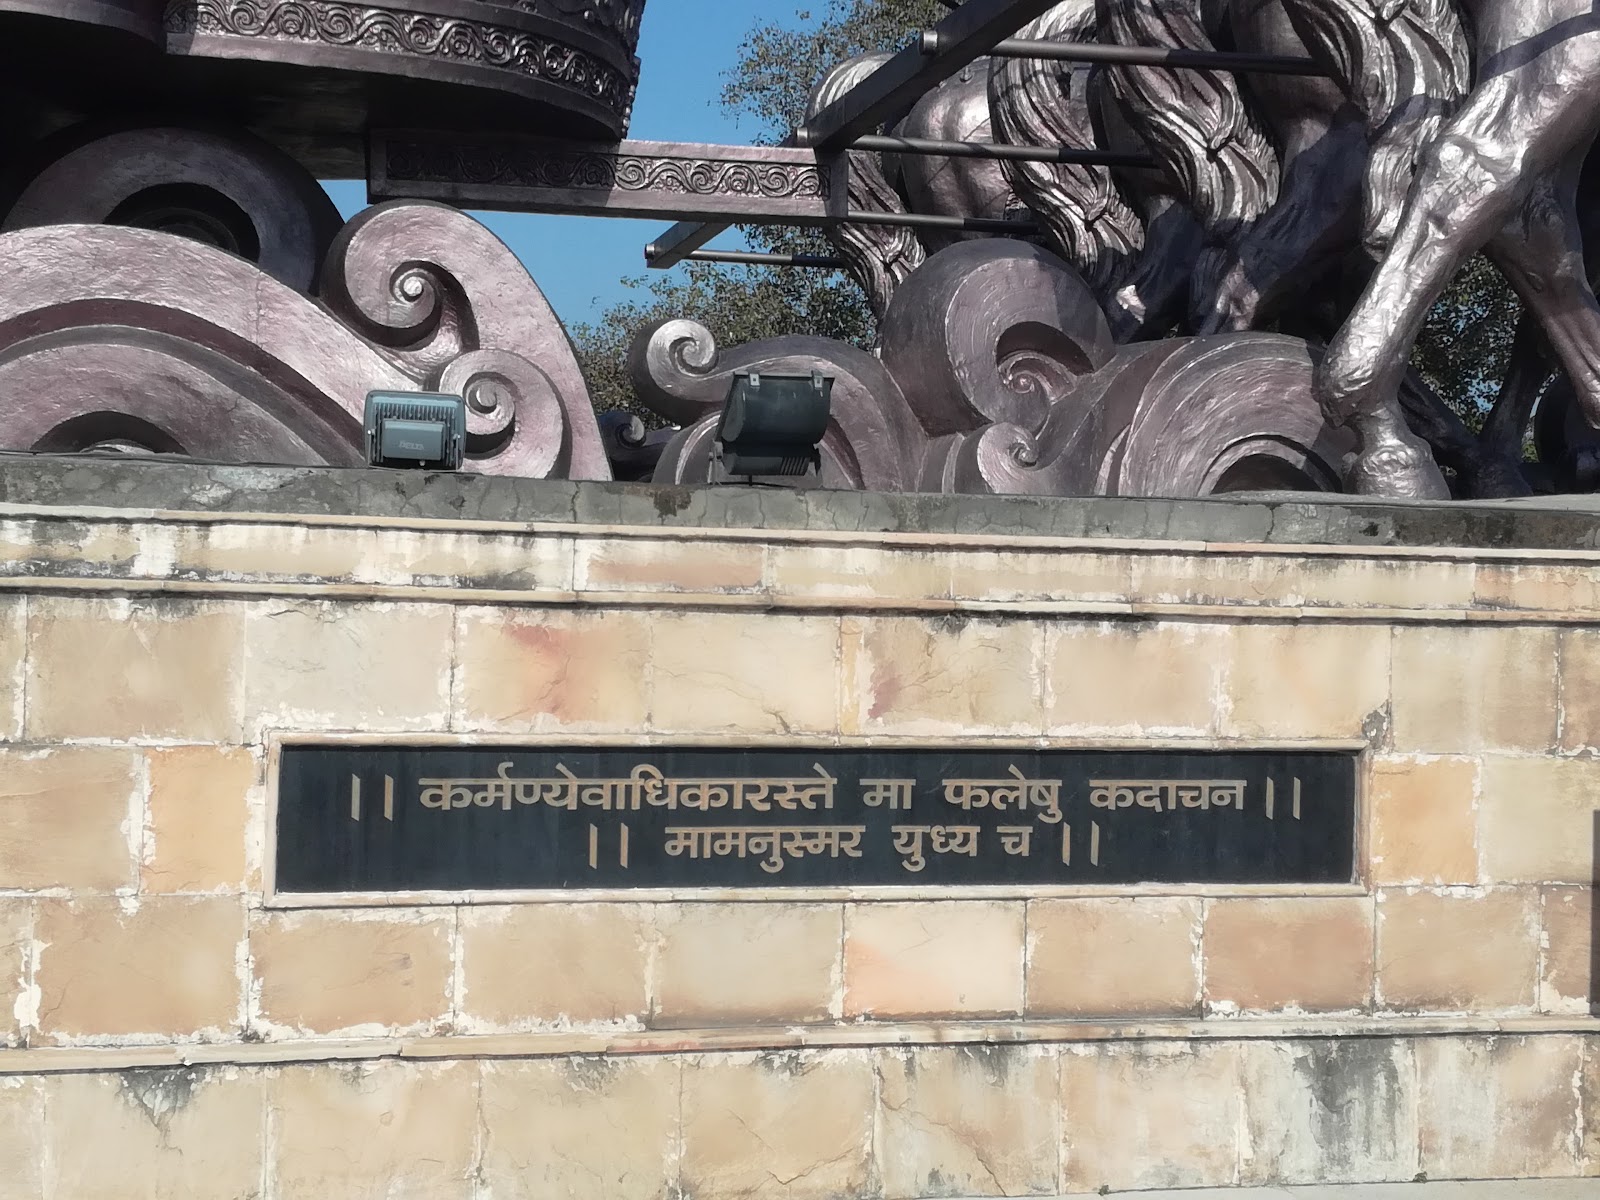 || कर्मण्येवाधिकारस्ते मा फलेषु कदाचन ||
|| मामनुस्मर युध्य च ||